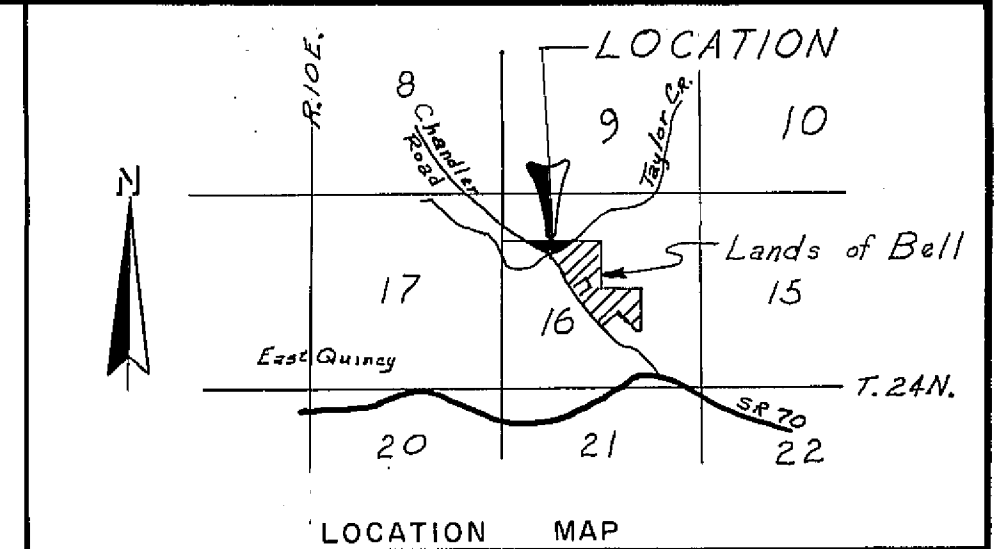 LOCATION
R.10E.
8
Chandler
Road
9
Taylor Cr.
10
N
Lands of Bell
17
16
15
East Quincy
T. 24N.
SR 70
20
21
22
LOCATION MAP